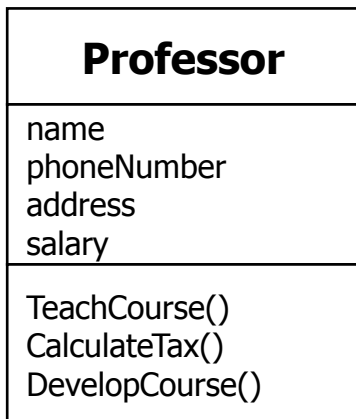 Professor
name
phoneNumber
address
salary
TeachCourse()
CalculateTax()
DevelopCourse()